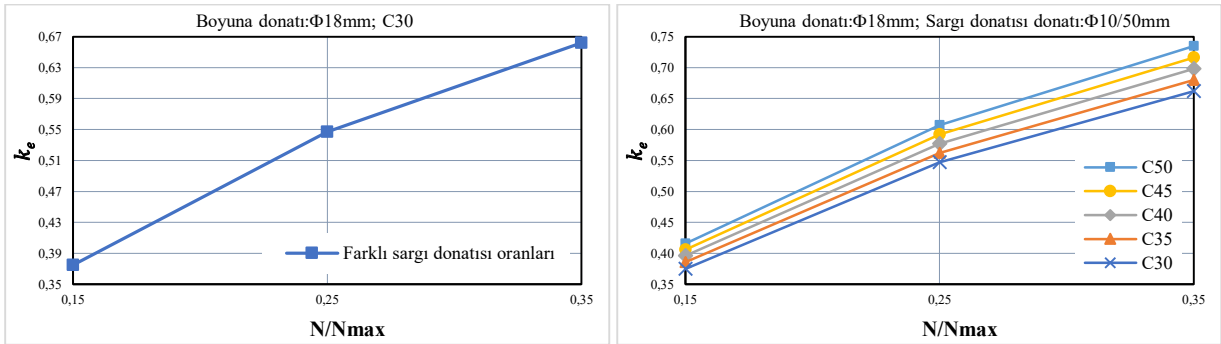 Boyuna donatı:Φ18mm; C30
0,67
0,63
0,59
0,55
0,51
0,47
0,43
0,39
0,35
k_e
Farklı sargı donatısı oranları
0,15
0,25
0,35
N/Nmax
Boyuna donatı:Φ18mm; Sargı donatısı donatı:Φ10/50mm
0,75
0,70
0,65
0,60
0,55
0,50
0,45
0,40
0,35
k_e
C50
C45
C40
C35
C30
0,15
0,25
0,35
N/Nmax